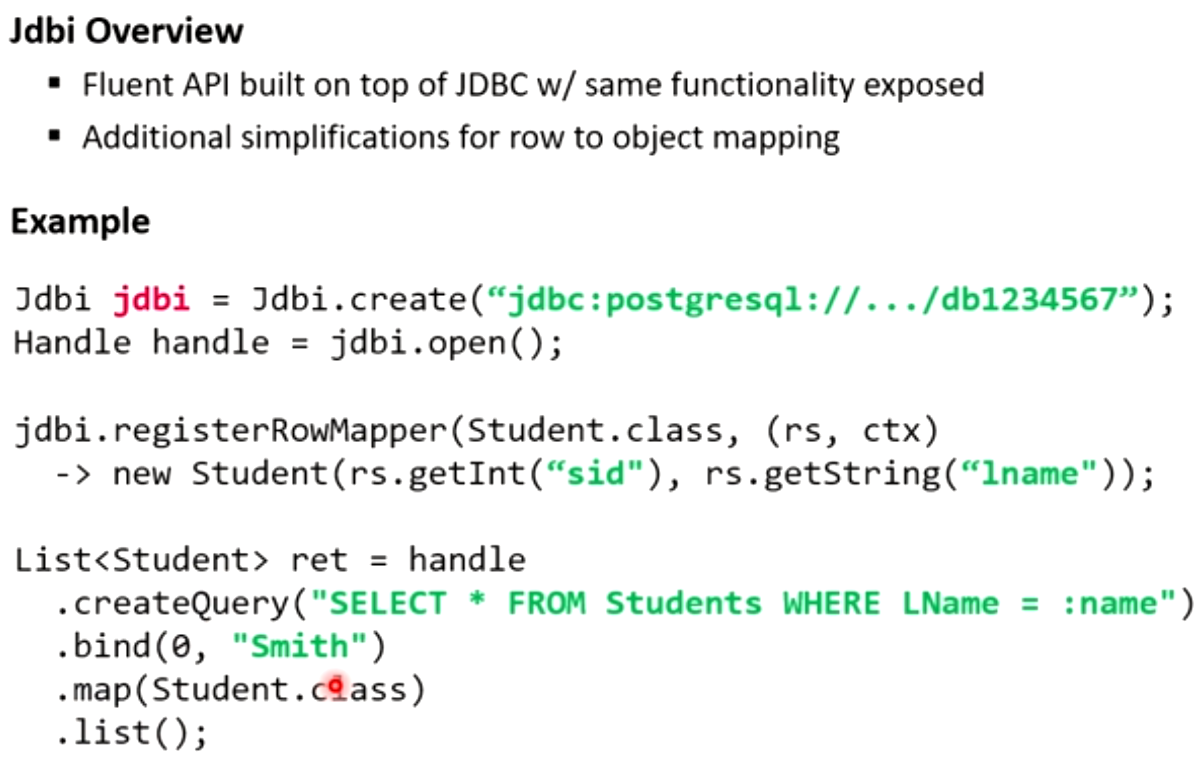 Jdbi Overview
▪ Fluent API built on top of JDBC w/ same functionality exposed
▪ Additional simplifications for row to object mapping
Example
Jdbi jdbi = Jdbi.create(“jdbc:postgresql://.../db1234567”);
Handle handle = jdbi.open();
jdbi.registerRowMapper(Student.class, (rs, ctx)
-> new Student(rs.getInt(“sid"), rs.getString(“lname"));
List<Student> ret = handle
.createQuery("SELECT * FROM Students WHERE LName = :name")
.bind(0, "Smith")
.map(Student.class)
.list();